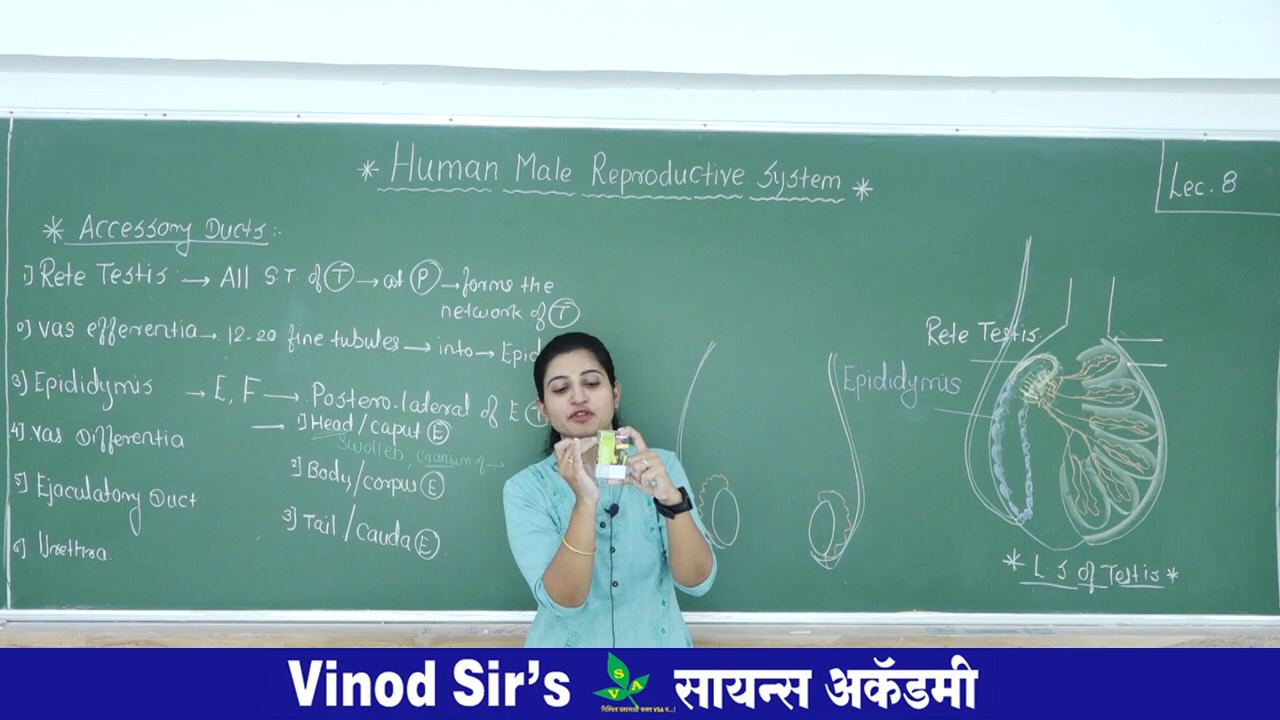 * Human Male Reproductive System *
Lec. 8
* Accessory Ducts:-
1) Rete Testis :→ All S.T. of Ⓣ → at Ⓟ → forms the
network of Ⓣ
2) Vas efferentia → 12-20 fine tubules → into → Epid
3) Epididymis → E, F → Postero-lateral of E Ⓣ
→ 1) Head / caput Ⓔ
Swollen, cranium of →
4] Vas Differentia
2] Body/corpus Ⓔ
5] Ejaculatory Duct
3] Tail / Cauda Ⓔ
6] Urethra.
Rete Testis
Epididymis
* L.S of Testis *
Vinod Sir's SVA सायन्स अकॅडमी